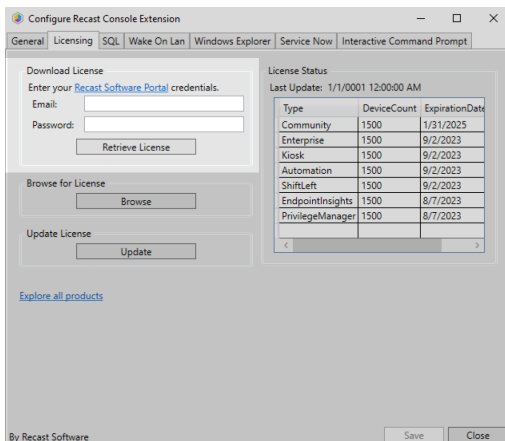 Configure Recast Console Extension
General Licensing SQL Wake On Lan Windows Explorer Service Now Interactive Command Prompt
Download License
Enter your Recast Software Portal credentials.
Email:
Password:
Retrieve License
Browse for License
Browse
Update License
Update
Explore all products
License Status
Last Update: 1/1/0001 12:00:00 AM
Type DeviceCount ExpirationDate
Community 1500 1/31/2025
Enterprise 1500 9/2/2023
Kiosk 1500 9/2/2023
Automation 1500 9/2/2023
ShiftLeft 1500 9/2/2023
EndpointInsights 1500 8/7/2023
PrivilegeManager 1500 8/7/2023
By Recast Software
Save Close